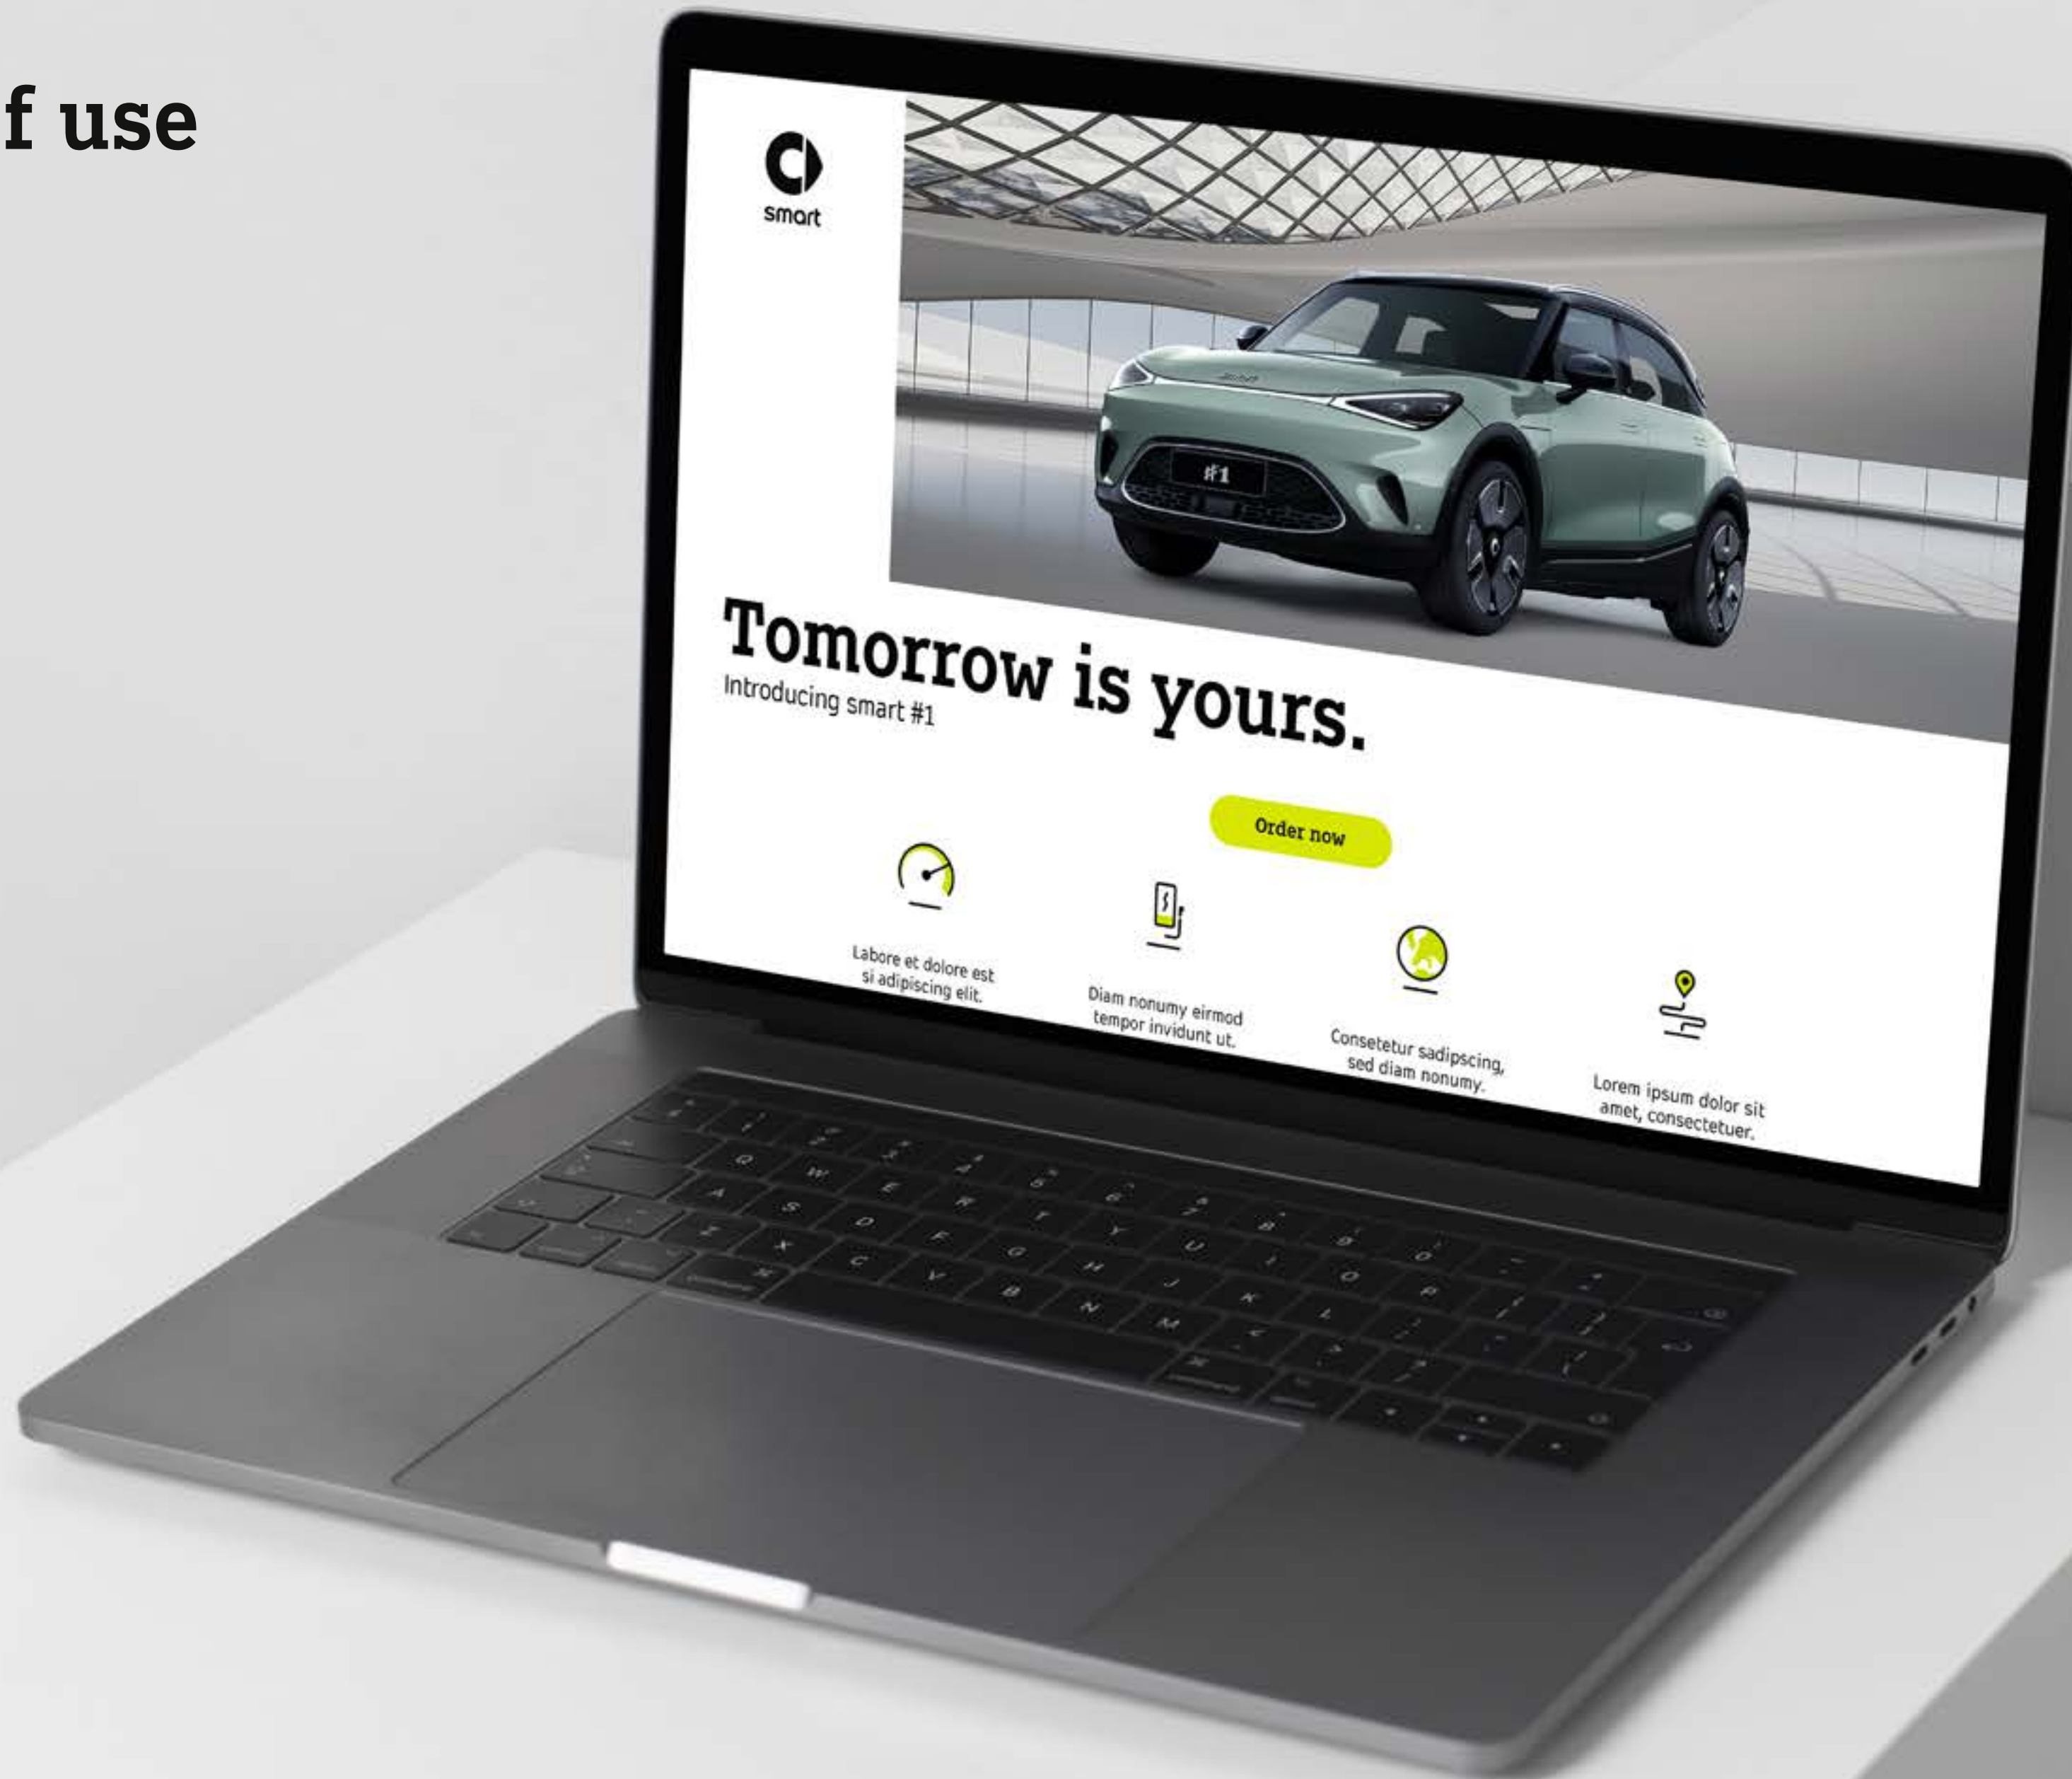 f use
smart
#1
Tomorrow is yours.
Introducing smart #1
Order now
Labore et dolore est
si adipiscing elit.
Diam nonumy eirmod
tempor invidunt ut.
Consetetur sadipscing,
sed diam nonumy.
Lorem ipsum dolor sit
amet, consectetuer.
Q W E R T Y U I O P
A S D F G H J K L
Z X C V B N M